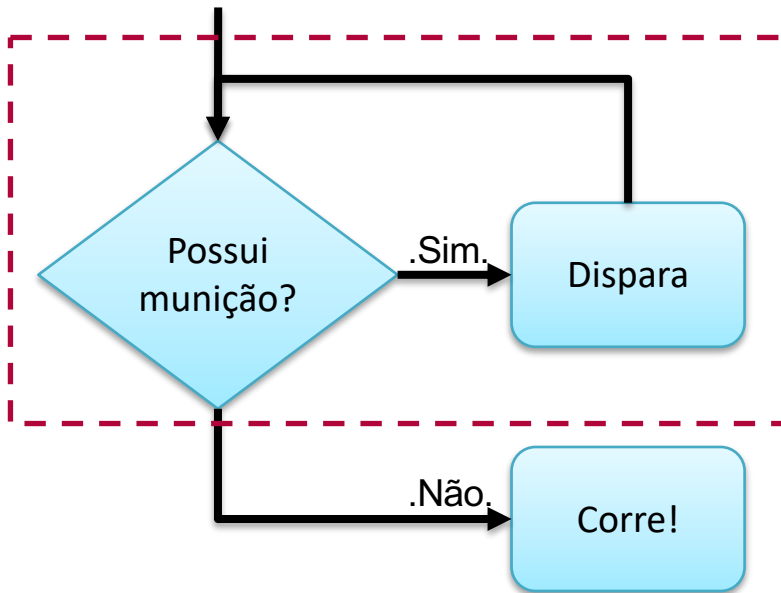 Possui
munição?
.Sim.
Dispara
.Não.
Corre!